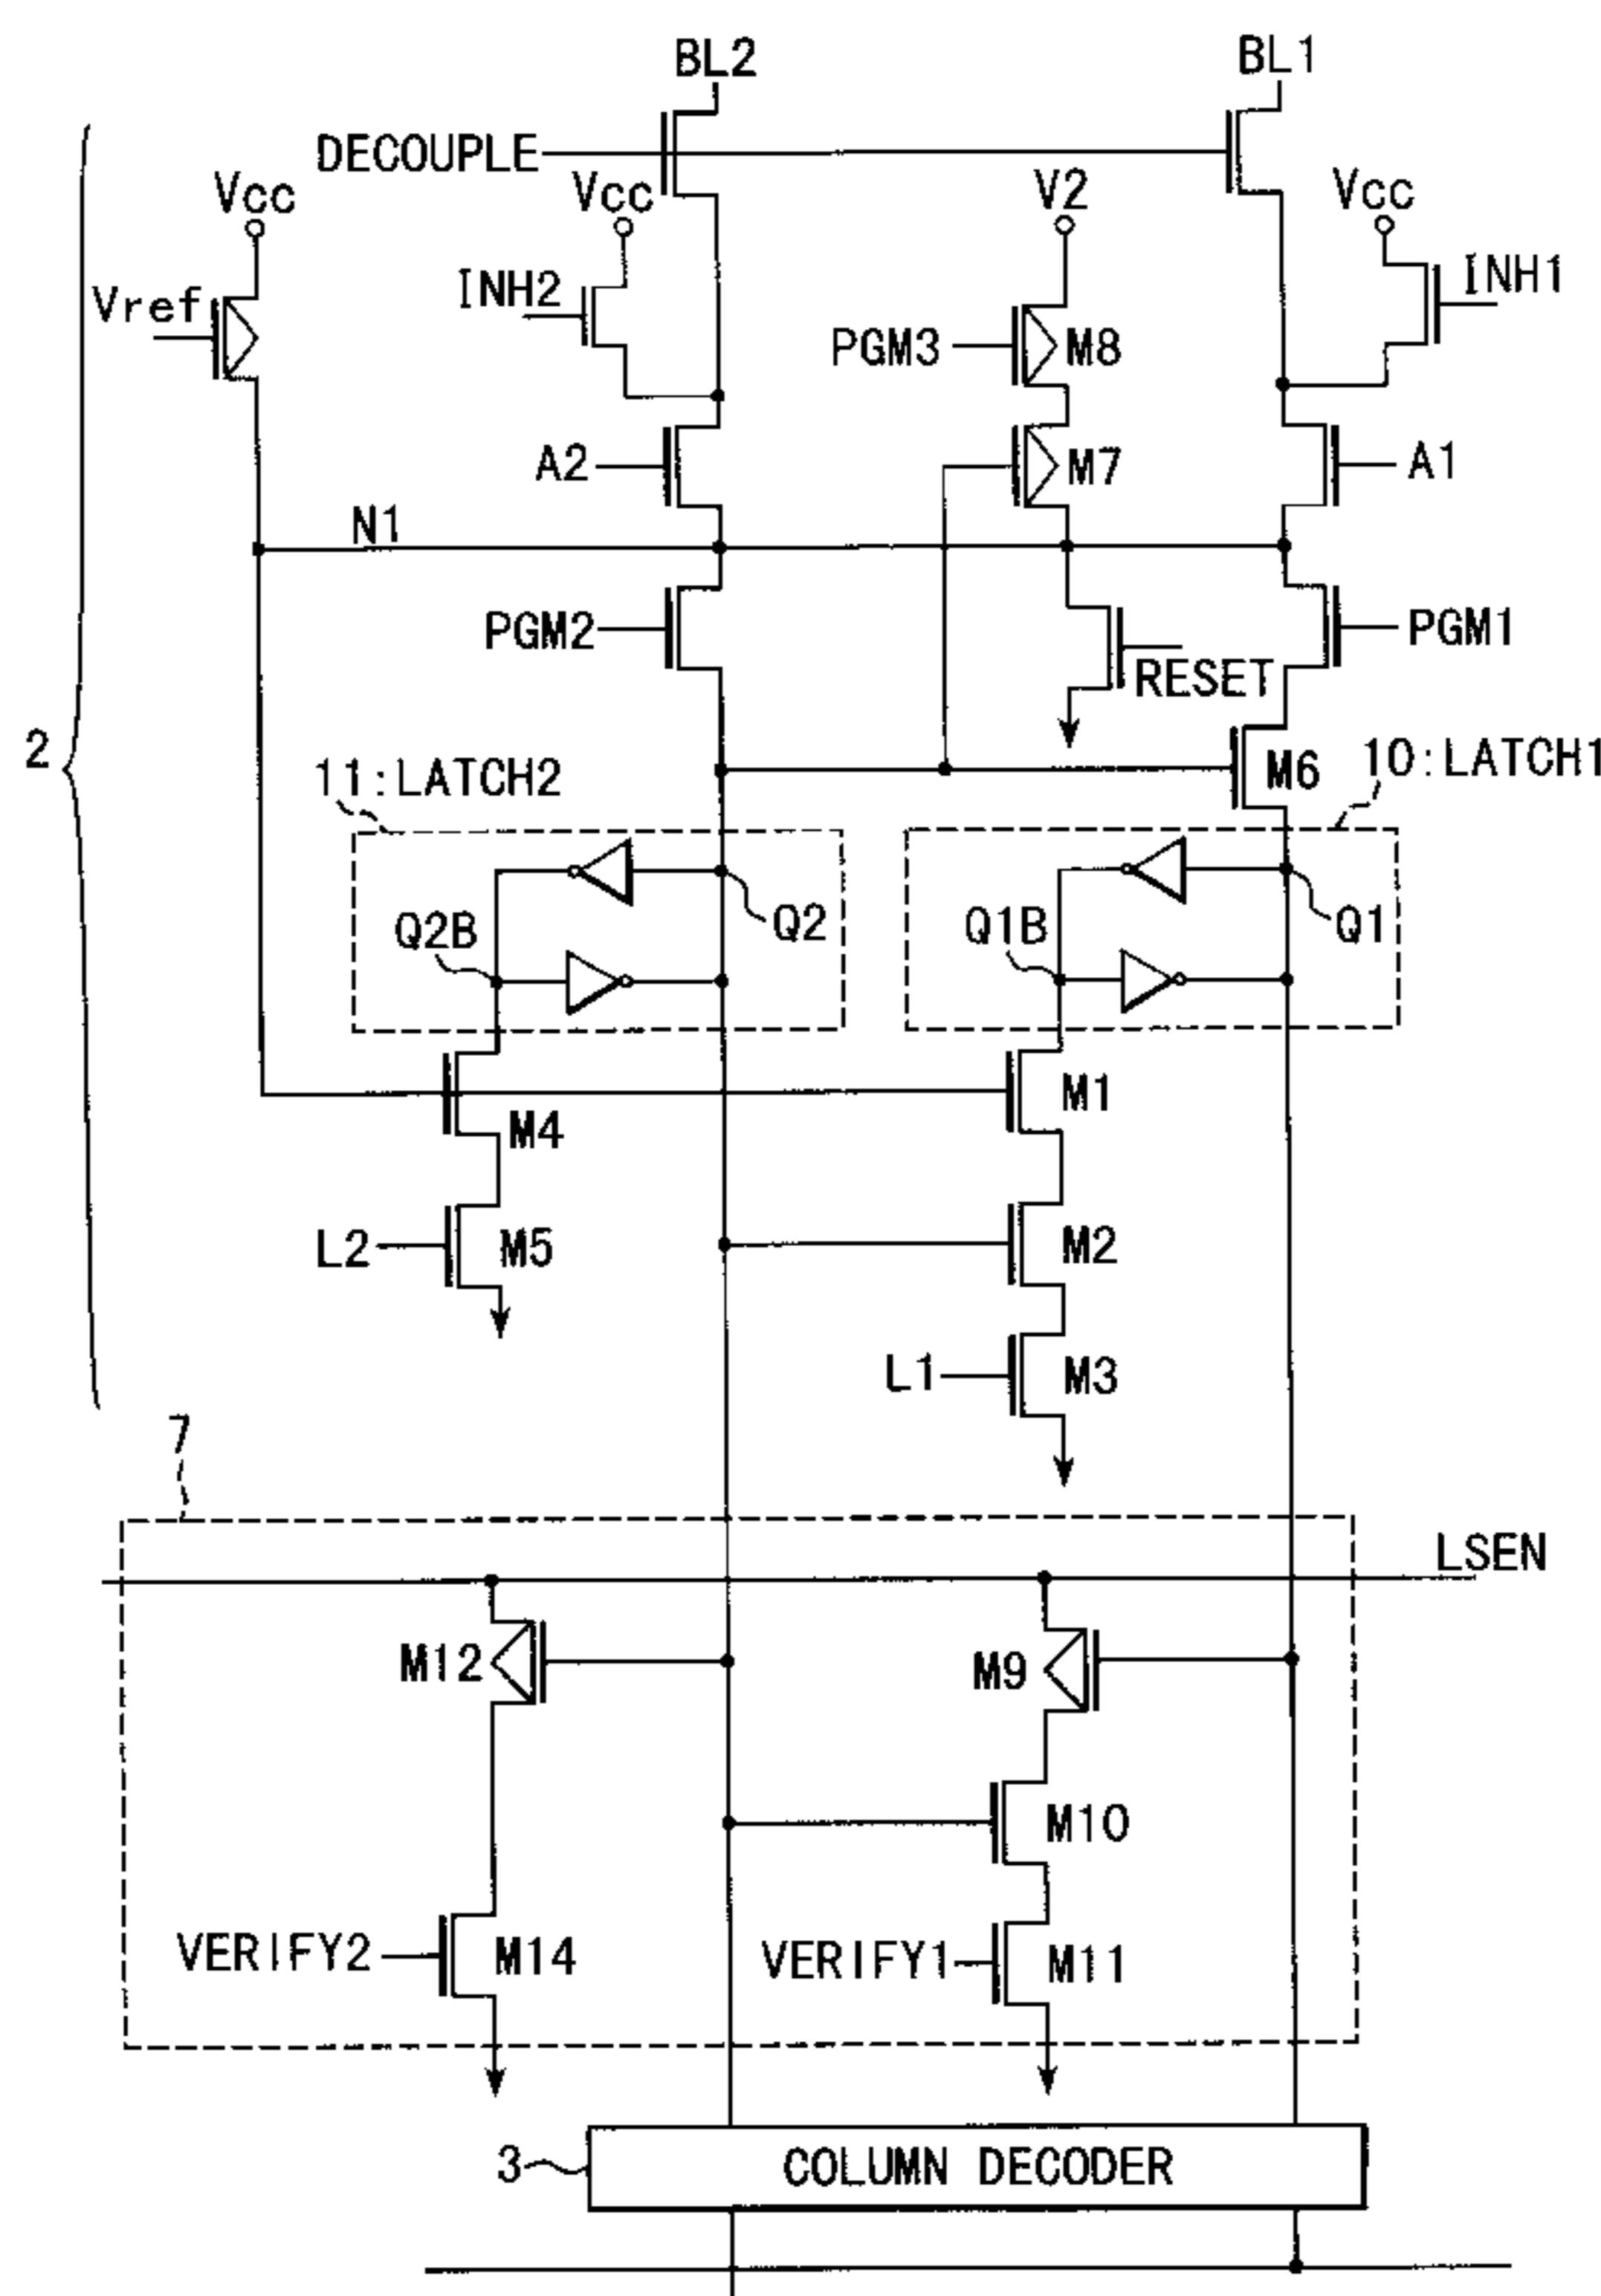 BL2
BL1
DECOUPLE
Vcc
Vcc
V2
Vcc
Vref
INH2
INH1
PGM3
M8
A2
M7
A1
N1
PGM2
PGM1
RESET
2
11:LATCH2
M6
10:LATCH1
Q2B
Q2
Q1B
Q1
M4
M1
L2
M5
M2
L1
M3
7
LSEN
M12
M9
M10
VERIFY2
M14
VERIFY1
M11
3
COLUMN DECODER